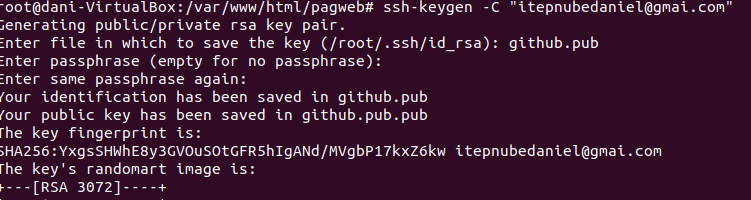 root@dani-VirtualBox:/var/www/html/pagweb# ssh-keygen -C "itepnubedaniel@gmai.com"
Generating public/private rsa key pair.
Enter file in which to save the key (/root/.ssh/id_rsa): github.pub
Enter passphrase (empty for no passphrase):
Enter same passphrase again:
Your identification has been saved in github.pub
Your public key has been saved in github.pub.pub
The key fingerprint is:
SHA256:YxgsSHWhE8y3GVOuSOtGFR5hIgANd/MVgbP17kxZ6kw itepnubedaniel@gmai.com
The key's randomart image is:
+---[RSA 3072]----+